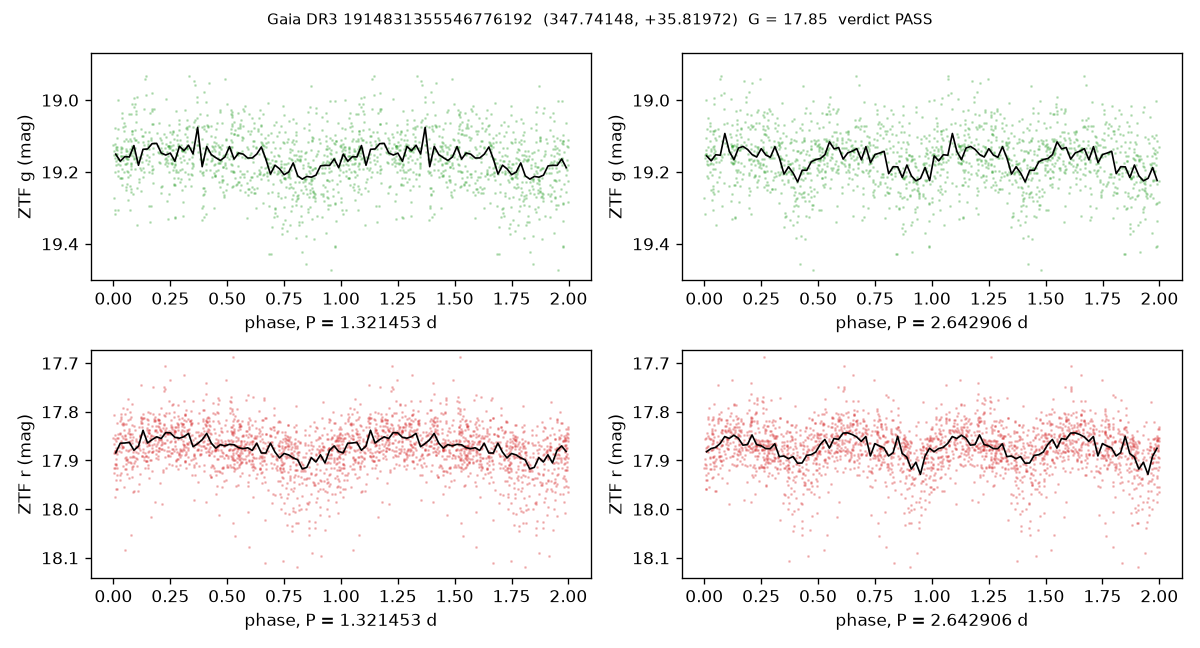 Gaia DR3 1914831355546776192  (347.74148, +35.81972)  G = 17.85  verdict PASS
ZTF g (mag)
19.0
19.2
19.4
0.00 0.25 0.50 0.75 1.00 1.25 1.50 1.75 2.00
phase, P = 1.321453 d
ZTF g (mag)
19.0
19.2
19.4
0.00 0.25 0.50 0.75 1.00 1.25 1.50 1.75 2.00
phase, P = 2.642906 d
ZTF r (mag)
17.7
17.8
17.9
18.0
18.1
0.00 0.25 0.50 0.75 1.00 1.25 1.50 1.75 2.00
phase, P = 1.321453 d
ZTF r (mag)
17.7
17.8
17.9
18.0
18.1
0.00 0.25 0.50 0.75 1.00 1.25 1.50 1.75 2.00
phase, P = 2.642906 d